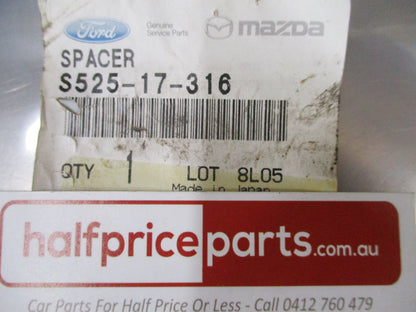 Ford Genuine Service Parts mazda
SPACER
S525-17-316
QTY 1 LOT 8L05
Made in Japan
halfpriceparts.com.au
Car Parts For Half Price Or Less - Call 0412 760 479